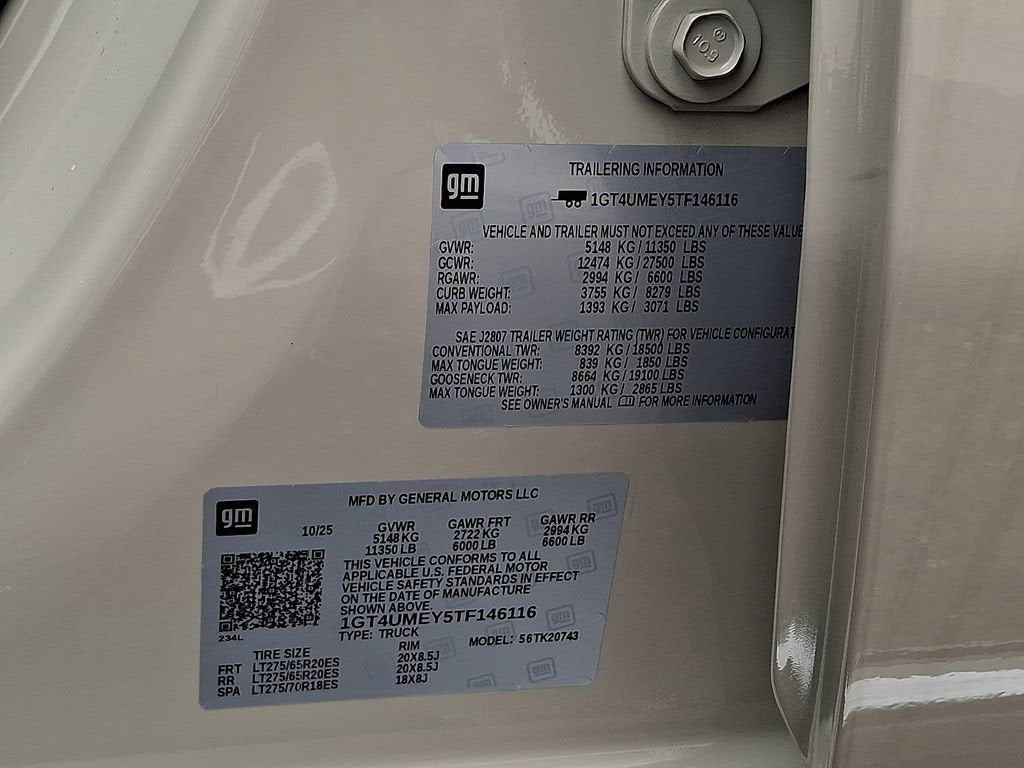 10.9
gm
TRAILERING INFORMATION
1GT4UMEY5TF146116
VEHICLE AND TRAILER MUST NOT EXCEED ANY OF THESE VALUE
GVWR: 5148 KG / 11350 LBS
GCWR: 12474 KG / 27500 LBS
RGAWR: 2994 KG / 6600 LBS
CURB WEIGHT: 3755 KG / 8279 LBS
MAX PAYLOAD: 1393 KG / 3071 LBS
SAE J2807 TRAILER WEIGHT RATING (TWR) FOR VEHICLE CONFIGURAT
CONVENTIONAL TWR: 8392 KG / 18500 LBS
MAX TONGUE WEIGHT: 839 KG / 1850 LBS
GOOSENECK TWR: 8664 KG / 19100 LBS
MAX TONGUE WEIGHT: 1300 KG / 2865 LBS
SEE OWNER'S MANUAL FOR MORE INFORMATION
gm
MFD BY GENERAL MOTORS LLC
10/25 GVWR GAWR FRT GAWR RR
5148 KG 2722 KG 2994 KG
11350 LB 6000 LB 6600 LB
THIS VEHICLE CONFORMS TO ALL
APPLICABLE U.S. FEDERAL MOTOR
VEHICLE SAFETY STANDARDS IN EFFECT
ON THE DATE OF MANUFACTURE
SHOWN ABOVE.
1GT4UMEY5TF146116
234L TYPE: TRUCK MODEL: 56TK20743
TIRE SIZE RIM
FRT LT275/65R20ES 20X8.5J
RR LT275/65R20ES 20X8.5J
SPA LT275/70R18ES 18X8J